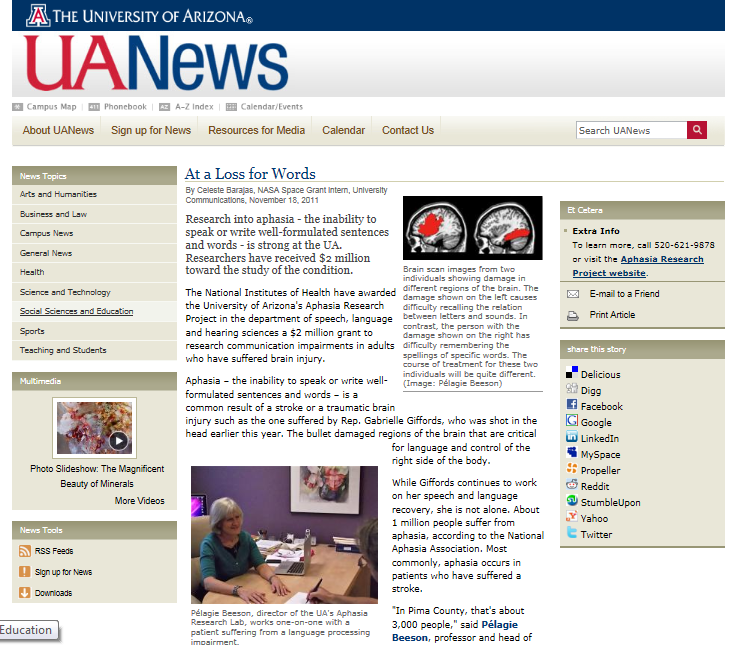 THE UNIVERSITY OF ARIZONA®
UANEWS
Campus Map | Phonebook | A-Z Index | Calendar/Events
About UANews
Sign up for News
Resources for Media
Calendar
Contact Us
Search UANews
News Topics
Arts and Humanities
Business and Law
Campus News
General News
Health
Science and Technology
Social Sciences and Education
Sports
Teaching and Students
Multimedia
Photo Slideshow: The Magnificent
Beauty of Minerals
More Videos
News Tools
RSS Feeds
Sign up for News
Downloads
Education
At a Loss for Words
By Celeste Barajas, NASA Space Grant Intern, University
Communications, November 18, 2011
Research into aphasia - the inability to
speak or write well-formulated sentences
and words - is strong at the UA.
Researchers have received $2 million
toward the study of the condition.
The National Institutes of Health have awarded
the University of Arizona's Aphasia Research
Project in the department of speech, language
and hearing sciences a $2 million grant to
research communication impairments in adults
who have suffered brain injury.
Brain scan images from two
individuals showing damage in
different regions of the brain. The
damage shown on the left causes
difficulty recalling the relation
between letters and sounds. In
contrast, the person with the
damage shown on the right has
difficulty remembering the
spellings of specific words. The
course of treatment for these two
individuals will be quite different.
(Image: Pélagie Beeson)
Aphasia – the inability to speak or write well-
formulated sentences and words – is a
common result of a stroke or a traumatic brain
injury such as the one suffered by Rep. Gabrielle Giffords, who was shot in the
head earlier this year. The bullet damaged regions of the brain that are critical
for language and control of the
right side of the body.
While Giffords continues to work
on her speech and language
recovery, she is not alone. About
1 million people suffer from
aphasia, according to the National
Aphasia Association. Most
commonly, aphasia occurs in
patients who have suffered a
stroke.
"In Pima County, that's about
3,000 people," said Pélagie
Beeson, professor and head of
Pélagie Beeson, director of the UA's Aphasia
Research Lab, works one-on-one with a
patient suffering from a language processing
impairment.
Et Cetera
Extra Info
To learn more, call 520-621-9878
or visit the Aphasia Research
Project website.
E-mail to a Friend
Print Article
share this story
Delicious
Digg
Facebook
Google
LinkedIn
MySpace
Propeller
Reddit
StumbleUpon
Yahoo
Twitter